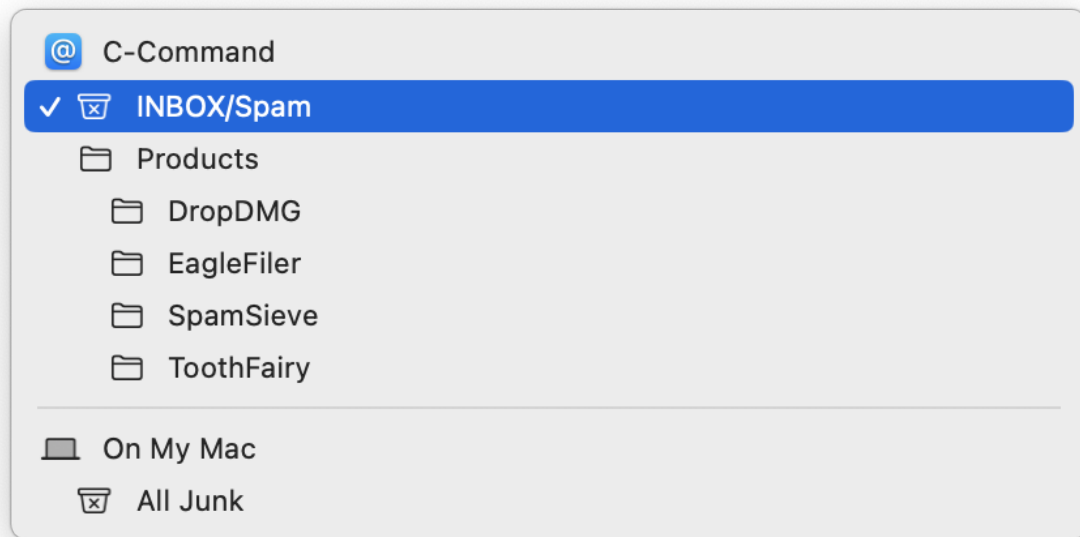 C-Command
INBOX/Spam
Products
DropDMG
EagleFiler
SpamSieve
ToothFairy
On My Mac
All Junk